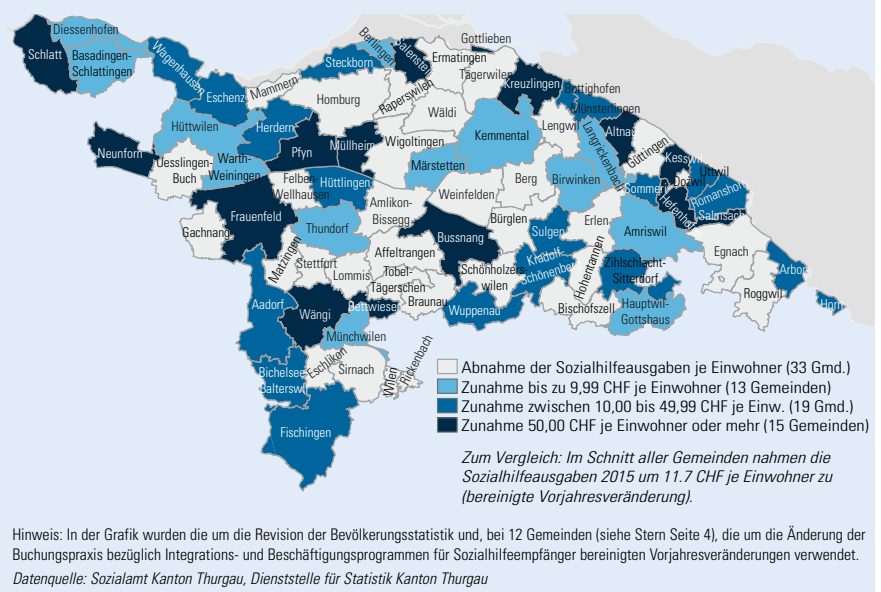 Diessenhofen
Schlatt
Basadingen-
Schlattingen
Wagenhausen
Eschenz
Mammern
Steckborn
Berlingen
Salenstein
Gottlieben
Ermatingen
Tägerwilen
Kreuzlingen
Bottighofen
Münsterlingen
Homburg
Raperswilen
Wäldi
Hüttwilen
Herdern
Neunforn
Uesslingen-
Buch
Warth-
Weiningen
Pfyn
Müllheim
Wigoltingen
Kemmental
Lengwil
Langrickenbach
Altnau
Güttingen
Kesswil
Uttwil
Dozwil
Romanshorn
Salmsach
Hefenhofen
Sommeri
Felben-
Wellhausen
Hüttlingen
Märstetten
Weinfelden
Berg
Birwinken
Frauenfeld
Gachnang
Amlikon-
Bissegg
Thundorf
Bürglen
Erlen
Amriswil
Bussnang
Sulgen
Matzingen
Stettfurt
Lommis
Affeltrangen
Tobel-
Tägerschen
Braunau
Schönholzers-
wilen
Kradolf-
Schönenberg
Hohentannen
Zihlschlacht-
Sitterdorf
Egnach
Arbon
Roggwil
Horn
Aadorf
Wängi
Bettwiesen
Münchwilen
Wuppenau
Bischofszell
Hauptwil-
Gottshaus
Bichelsee-
Balterswil
Eschlikon
Sirnach
Wilen
Rickenbach
Fischingen
Abnahme der Sozialhilfeausgaben je Einwohner (33 Gmd.)
Zunahme bis zu 9,99 CHF je Einwohner (13 Gemeinden)
Zunahme zwischen 10,00 bis 49,99 CHF je Einw. (19 Gmd.)
Zunahme 50,00 CHF je Einwohner oder mehr (15 Gemeinden)
Zum Vergleich: Im Schnitt aller Gemeinden nahmen die
Sozialhilfeausgaben 2015 um 11.7 CHF je Einwohner zu
(bereinigte Vorjahresveränderung).
Hinweis: In der Grafik wurden die um die Revision der Bevölkerungsstatistik und, bei 12 Gemeinden (siehe Stern Seite 4), die um die Änderung der
Buchungspraxis bezüglich Integrations- und Beschäftigungsprogrammen für Sozialhilfeempfänger bereinigten Vorjahresveränderungen verwendet.
Datenquelle: Sozialamt Kanton Thurgau, Dienststelle für Statistik Kanton Thurgau